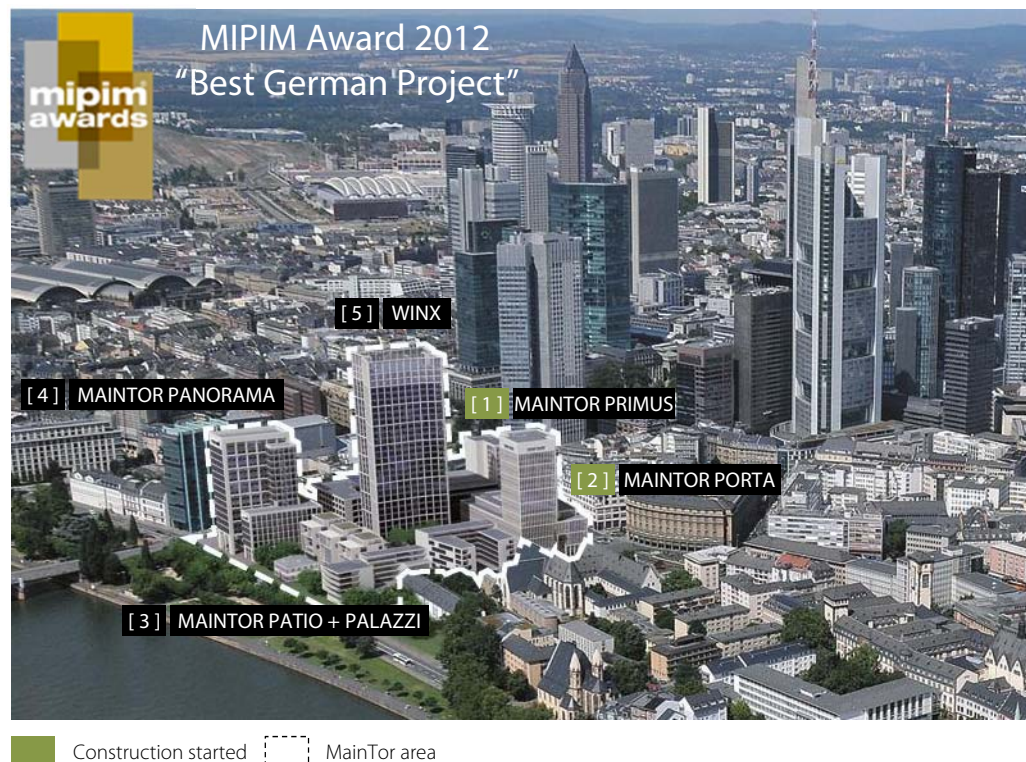 mipim®
awards
MIPIM Award 2012
“Best German Project”
[ 5 ] WINX
[ 4 ] MAINTOR PANORAMA
[ 1 ] MAINTOR PRIMUS
[ 2 ] MAINTOR PORTA
[ 3 ] MAINTOR PATIO + PALAZZI
Construction started
MainTor area